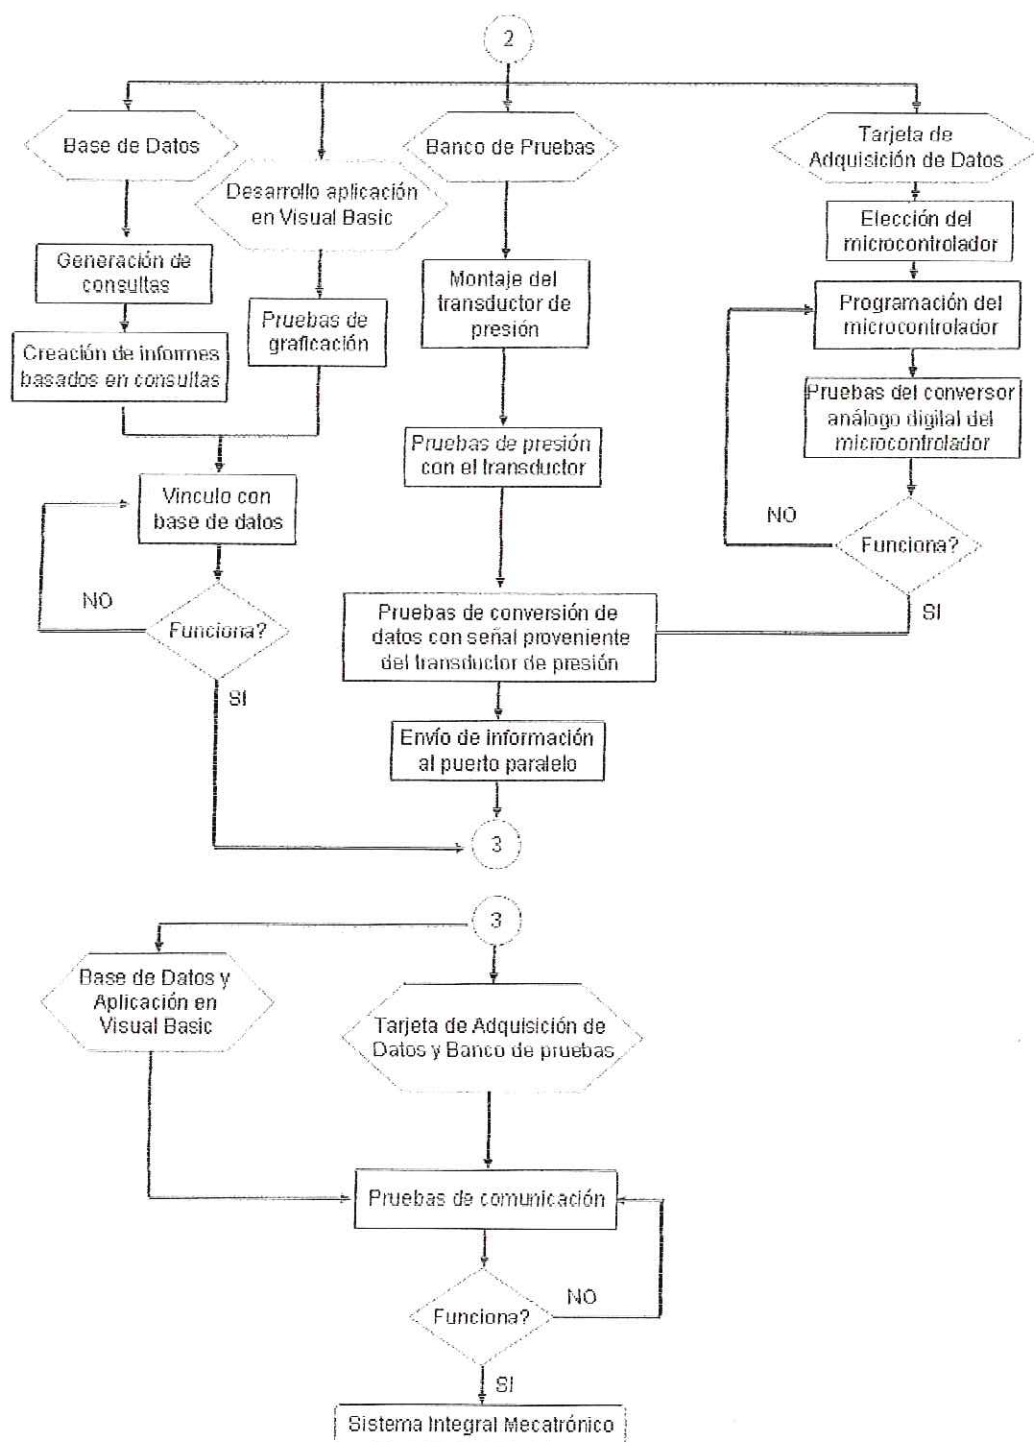 2
Base de Datos
Desarrollo aplicación
en Visual Basic
Banco de Pruebas
Tarjeta de
Adquisición de Datos
Generación de
consultas
Creación de informes
basados en consultas
Pruebas de
graficación
Vinculo con
base de datos
NO
Funciona?
SI
Montaje del
transductor de
presión
Pruebas de presión
con el transductor
Elección del
microcontrolador
Programación del
microcontrolador
Pruebas del conversor
análogo digital del
microcontrolador
NO
Funciona?
SI
Pruebas de conversión de
datos con señal proveniente
del transductor de presión
Envío de información
al puerto paralelo
3
3
Base de Datos y
Aplicación en
Visual Basic
Tarjeta de Adquisición de
Datos y Banco de pruebas
Pruebas de comunicación
Funciona?
NO
SI
Sistema Integral Mecatrónico